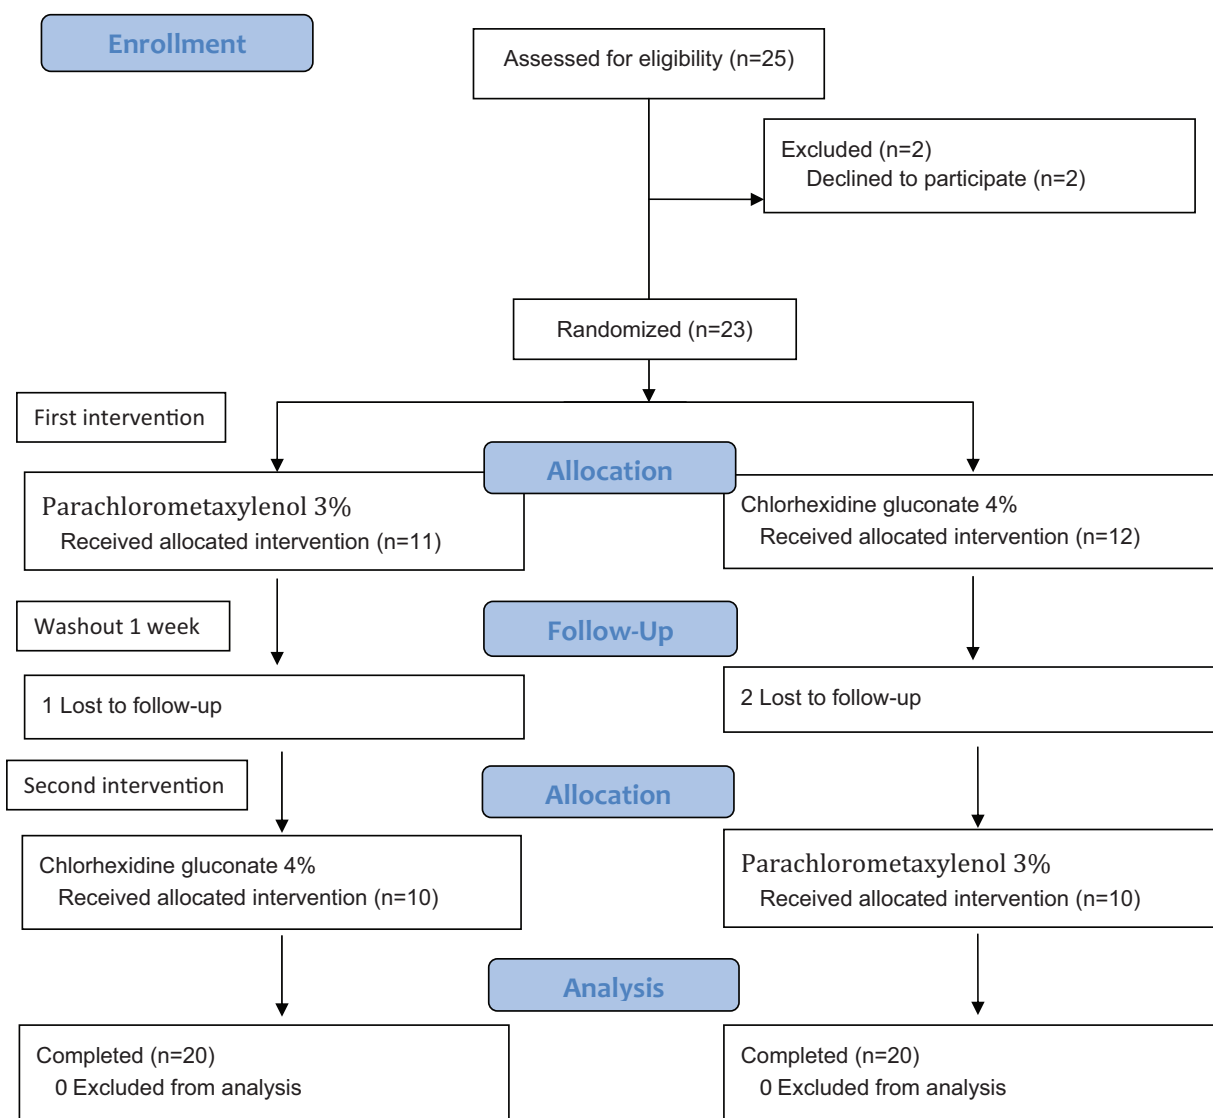 Enrollment
Assessed for eligibility (n=25)
Excluded (n=2)
Declined to participate (n=2)
Randomized (n=23)
First intervention
Allocation
Parachlorometaxylenol 3%
Received allocated intervention (n=11)
Chlorhexidine gluconate 4%
Received allocated intervention (n=12)
Washout 1 week
Follow-Up
1 Lost to follow-up
2 Lost to follow-up
Second intervention
Allocation
Chlorhexidine gluconate 4%
Received allocated intervention (n=10)
Parachlorometaxylenol 3%
Received allocated intervention (n=10)
Analysis
Completed (n=20)
0 Excluded from analysis
Completed (n=20)
0 Excluded from analysis